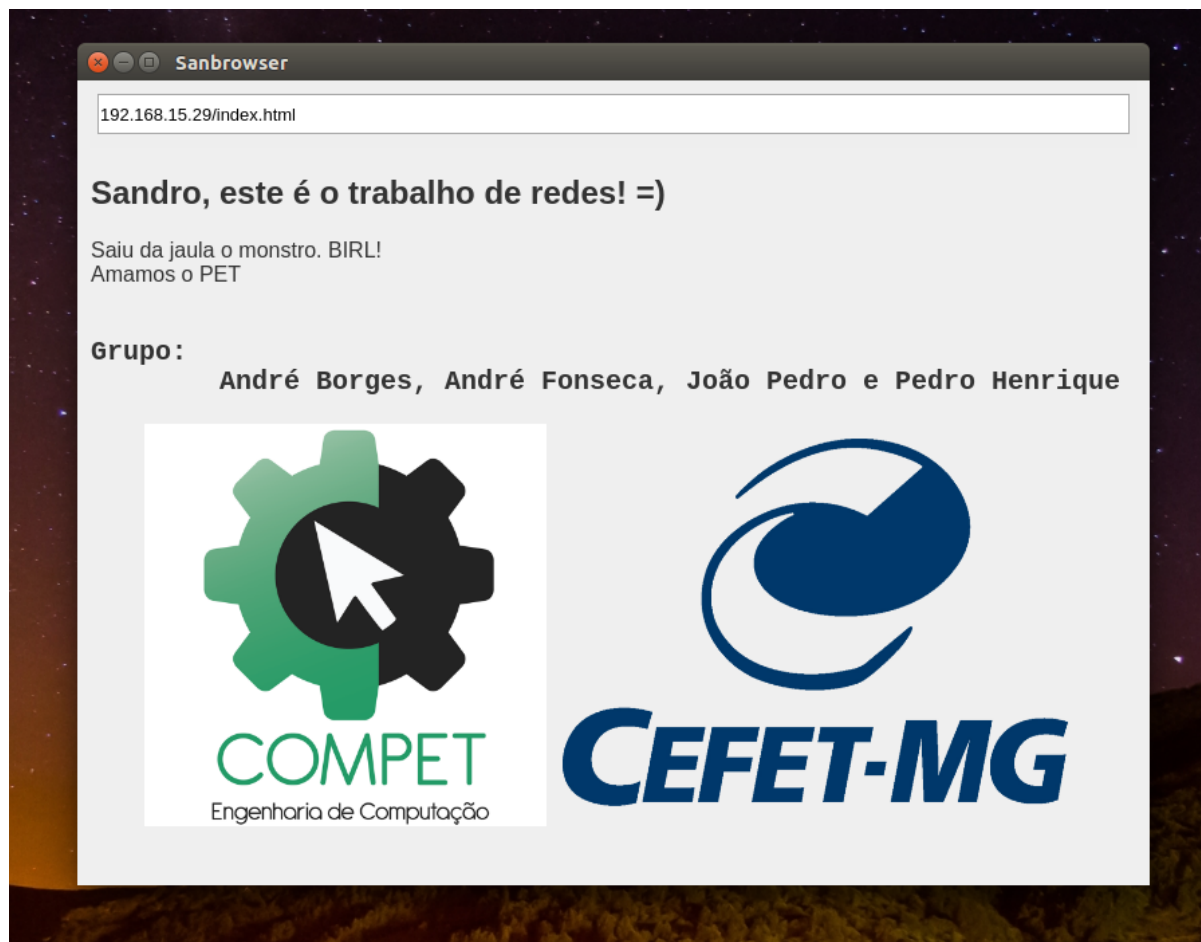 Sanbrowser
192.168.15.29/index.html
Sandro, este é o trabalho de redes! =)
Saiu da jaula o monstro. BIRL!
Amamos o PET
Grupo:
André Borges, André Fonseca, João Pedro e Pedro Henrique
COMPET
Engenharia de Computação
CEFET-MG